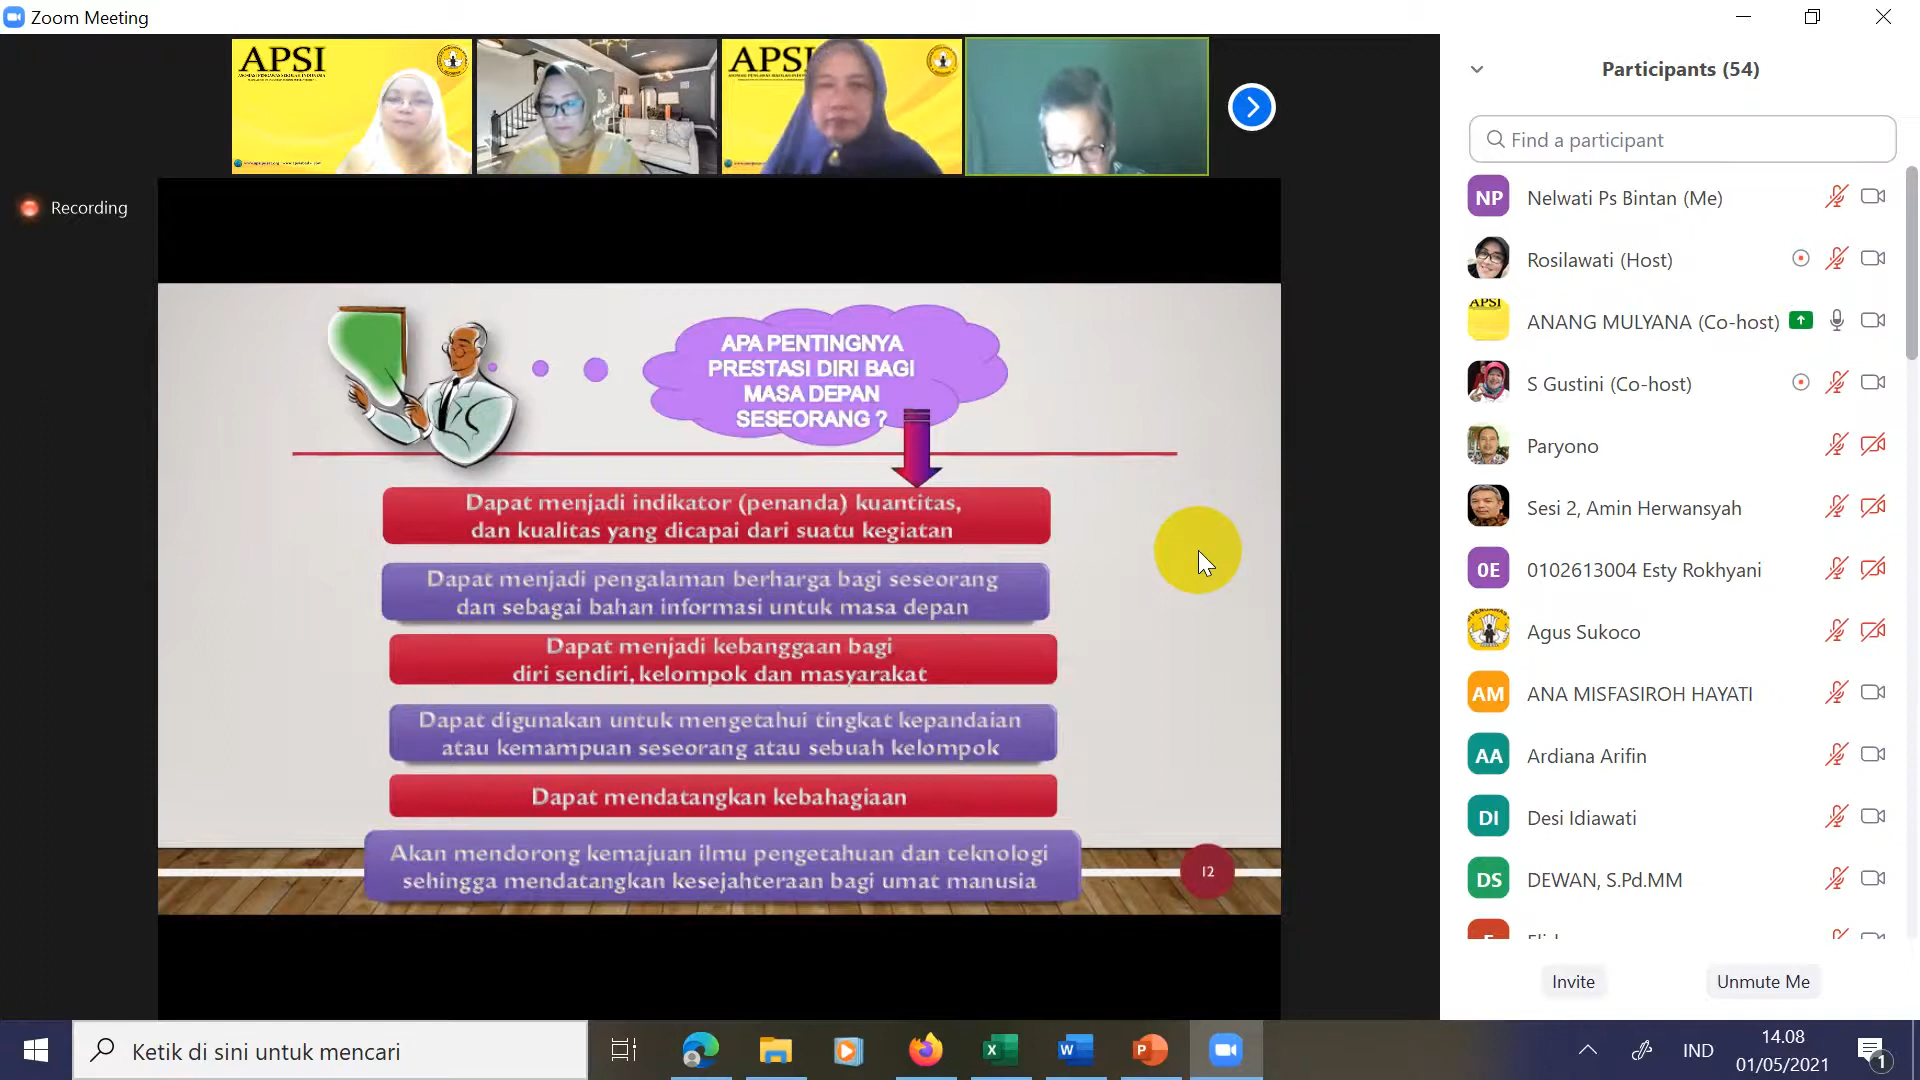 Zoom Meeting
APSI
ASOSIASI PENGAWAS SEKOLAH INDONESIA
APSI
Recording
APA PENTINGNYA
PRESTASI DIRI BAGI
MASA DEPAN
SESEORANG ?
Dapat menjadi indikator (penanda) kuantitas,
dan kualitas yang dicapai dari suatu kegiatan
Dapat menjadi pengalaman berharga bagi seseorang
dan sebagai bahan informasi untuk masa depan
Dapat menjadi kebanggaan bagi
diri sendiri, kelompok dan masyarakat
Dapat digunakan untuk mengetahui tingkat kepandaian
atau kemampuan seseorang atau sebuah kelompok
Dapat mendatangkan kebahagiaan
Akan mendorong kemajuan ilmu pengetahuan dan teknologi
sehingga mendatangkan kesejahteraan bagi umat manusia
12
Participants (54)
Find a participant
NP Nelwati Ps Bintan (Me)
Rosilawati (Host)
APSI ANANG MULYANA (Co-host)
S Gustini (Co-host)
Paryono
Sesi 2, Amin Herwansyah
0E 0102613004 Esty Rokhyani
Agus Sukoco
AM ANA MISFASIROH HAYATI
AA Ardiana Arifin
DI Desi Idiawati
DS DEWAN, S.Pd.MM
Invite
Unmute Me
Ketik di sini untuk mencari
IND
14.08
01/05/2021
1